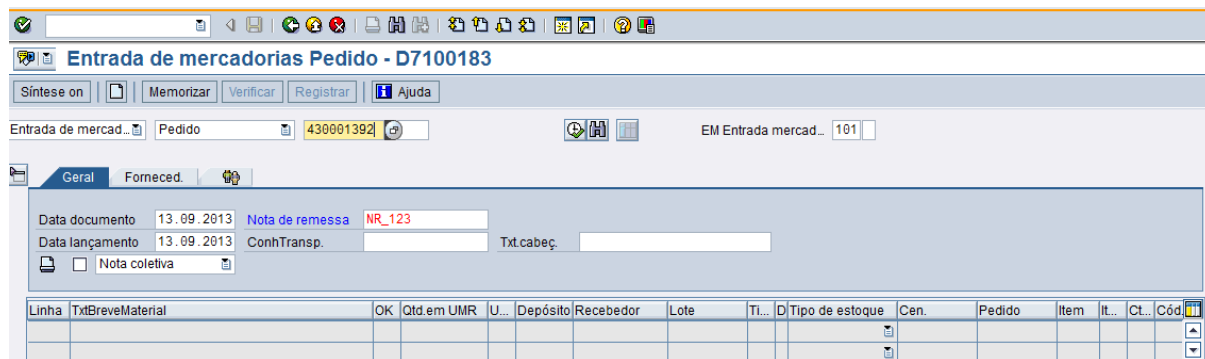 Entrada de mercadorias Pedido - D7100183
Síntese on Memorizar Verificar Registrar Ajuda
Entrada de mercad... Pedido 430001392 EM Entrada mercad... 101
Geral Forneced.
Data documento 13.09.2013 Nota de remessa NR_123
Data lançamento 13.09.2013 ConhTransp. Txt.cabeç.
Nota coletiva
Linha TxtBreveMaterial OK Qtd.em UMR U... Depósito Recebedor Lote Ti... D Tipo de estoque Cen. Pedido Item It... Ct... Cód